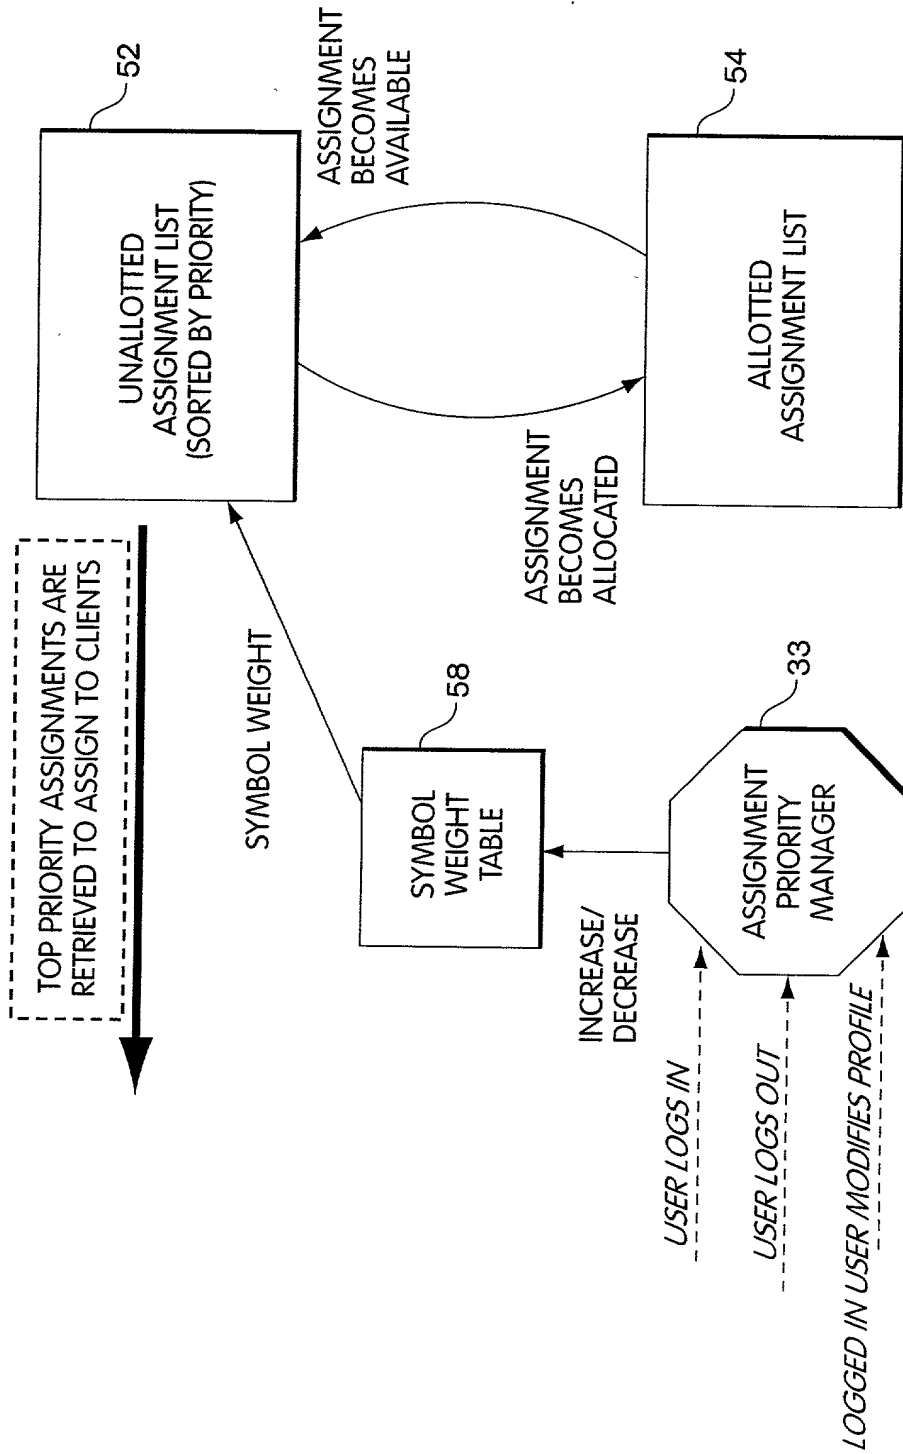 TOP PRIORITY ASSIGNMENTS ARE
RETRIEVED TO ASSIGN TO CLIENTS
UNALLOTTED
ASSIGNMENT LIST
(SORTED BY PRIORITY)
52
SYMBOL WEIGHT
ASSIGNMENT
BECOMES
AVAILABLE
ASSIGNMENT
BECOMES
ALLOCATED
SYMBOL
WEIGHT
TABLE
58
INCREASE/
DECREASE
USER LOGS IN
USER LOGS OUT
LOGGED IN USER MODIFIES PROFILE
ASSIGNMENT
PRIORITY
MANAGER
33
ALLOTTED
ASSIGNMENT LIST
54